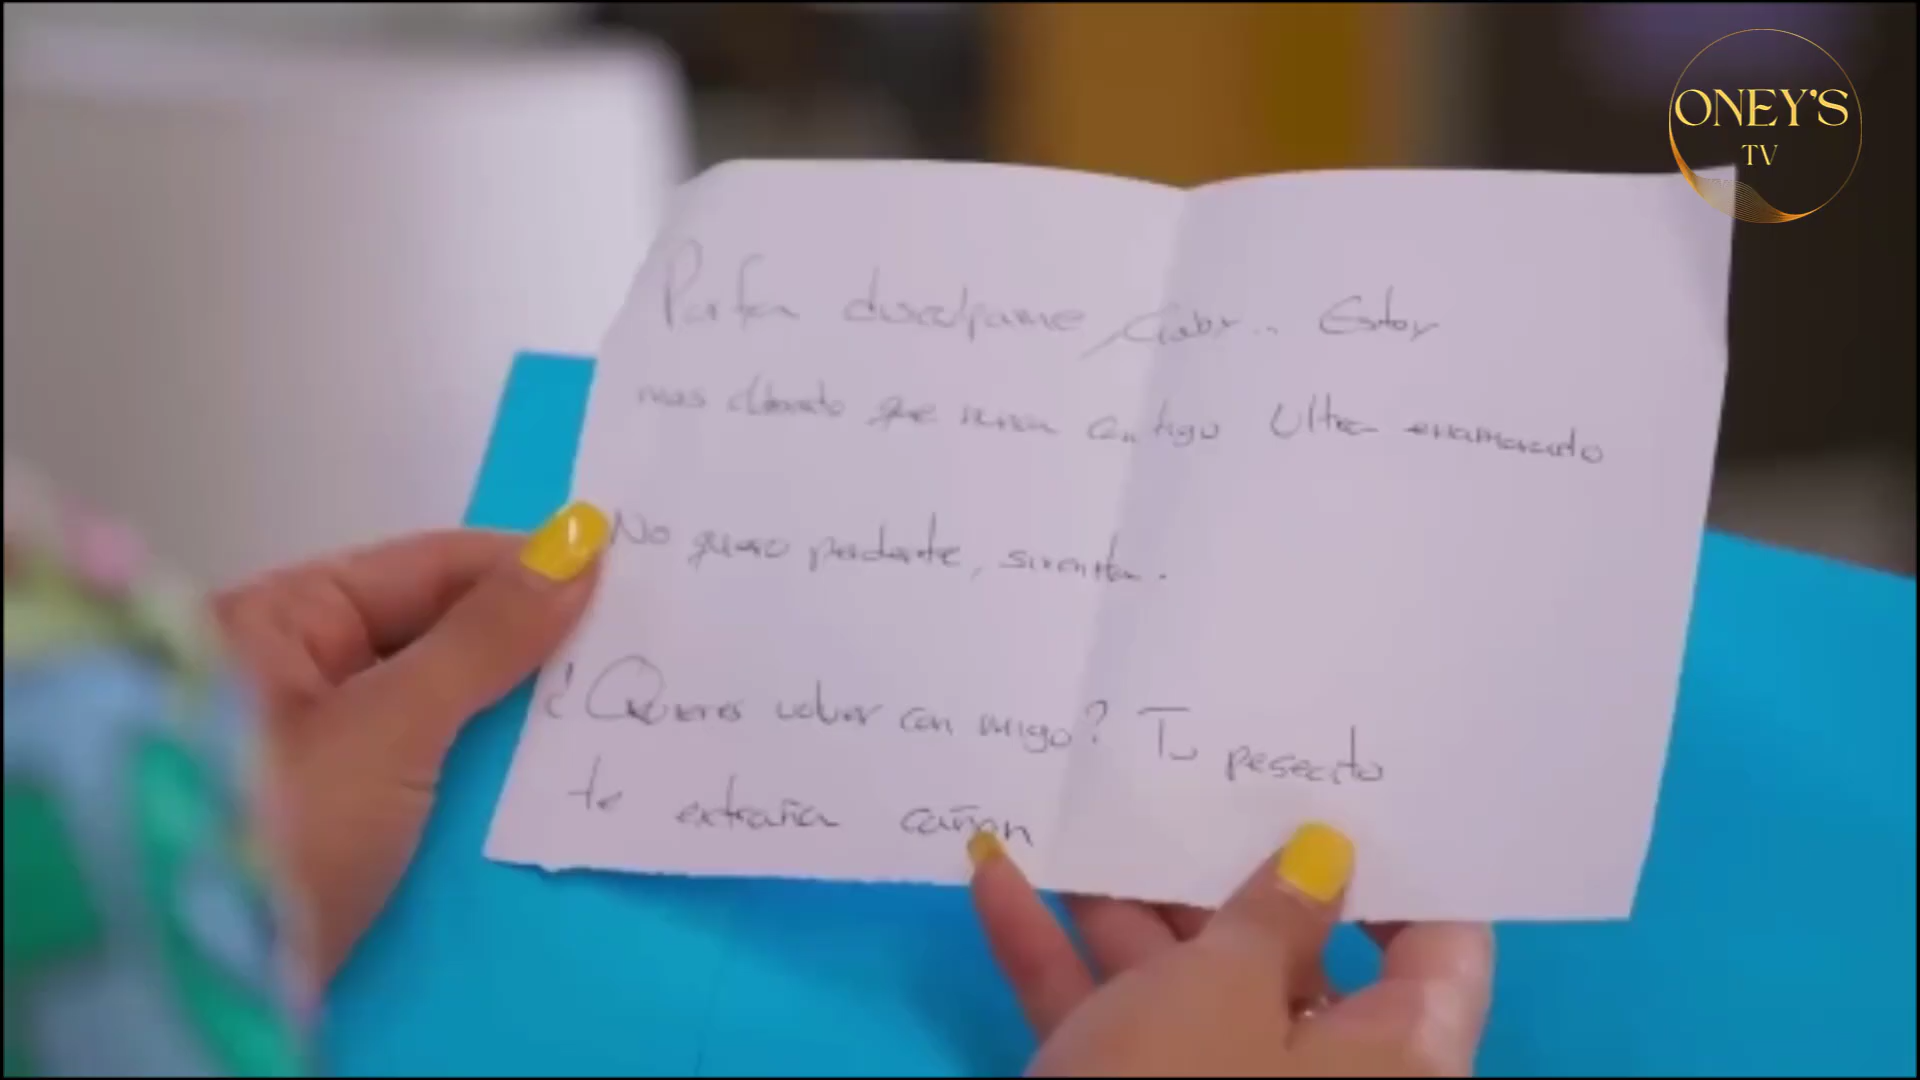 ONEY'S
TV
Porfa disculpame, Gabr.. Estoy
mas clavado que nunca contigo Ultra enamorado
No quiero perderte, sirenita.
¿Quieres volver con migo? Tu pesecito
te extraña cañon